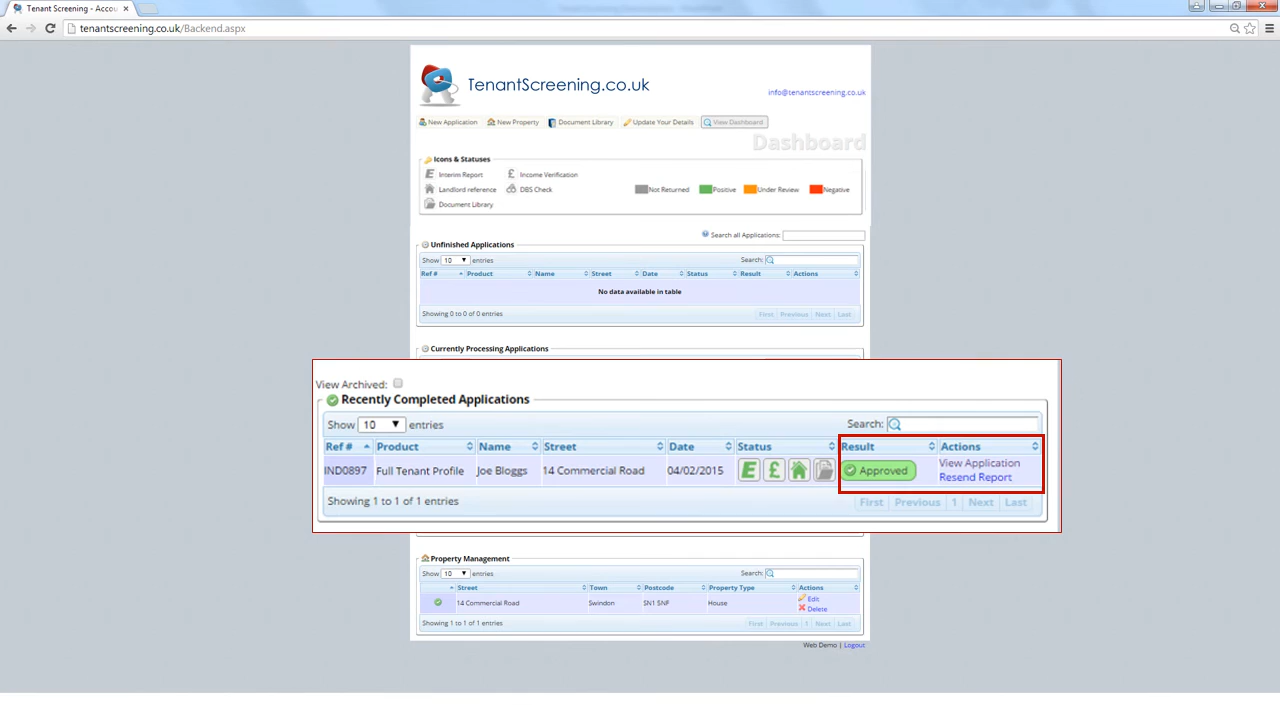 Tenant Screening - Accou
tenantscreening.co.uk/Backend.aspx
TenantScreening.co.uk
info@tenantscreening.co.uk
New Application New Property Document Library Update Your Details View Dashboard
Dashboard
Icons & Statuses
E Interim Report £ Income Verification
Landlord reference DBS Check Not Returned Positive Under Review Negative
Document Library
Search all Applications:
Unfinished Applications
Show 10 entries Search:
Ref # Product Name Street Date Status Result Actions
No data available in table
Showing 0 to 0 of 0 entries First Previous Next Last
Currently Processing Applications
View Archived:
Recently Completed Applications
Show 10 entries Search:
Ref # Product Name Street Date Status Result Actions
IND0897 Full Tenant Profile Joe Bloggs 14 Commercial Road 04/02/2015 E £ Approved View Application
Resend Report
Showing 1 to 1 of 1 entries First Previous 1 Next Last
Property Management
Show 10 entries Search:
Street Town Postcode Property Type Actions
14 Commercial Road Swindon SN1 5NP House Edit
Delete
Showing 1 to 1 of 1 entries First Previous 1 Next Last
Web Demo | Logout